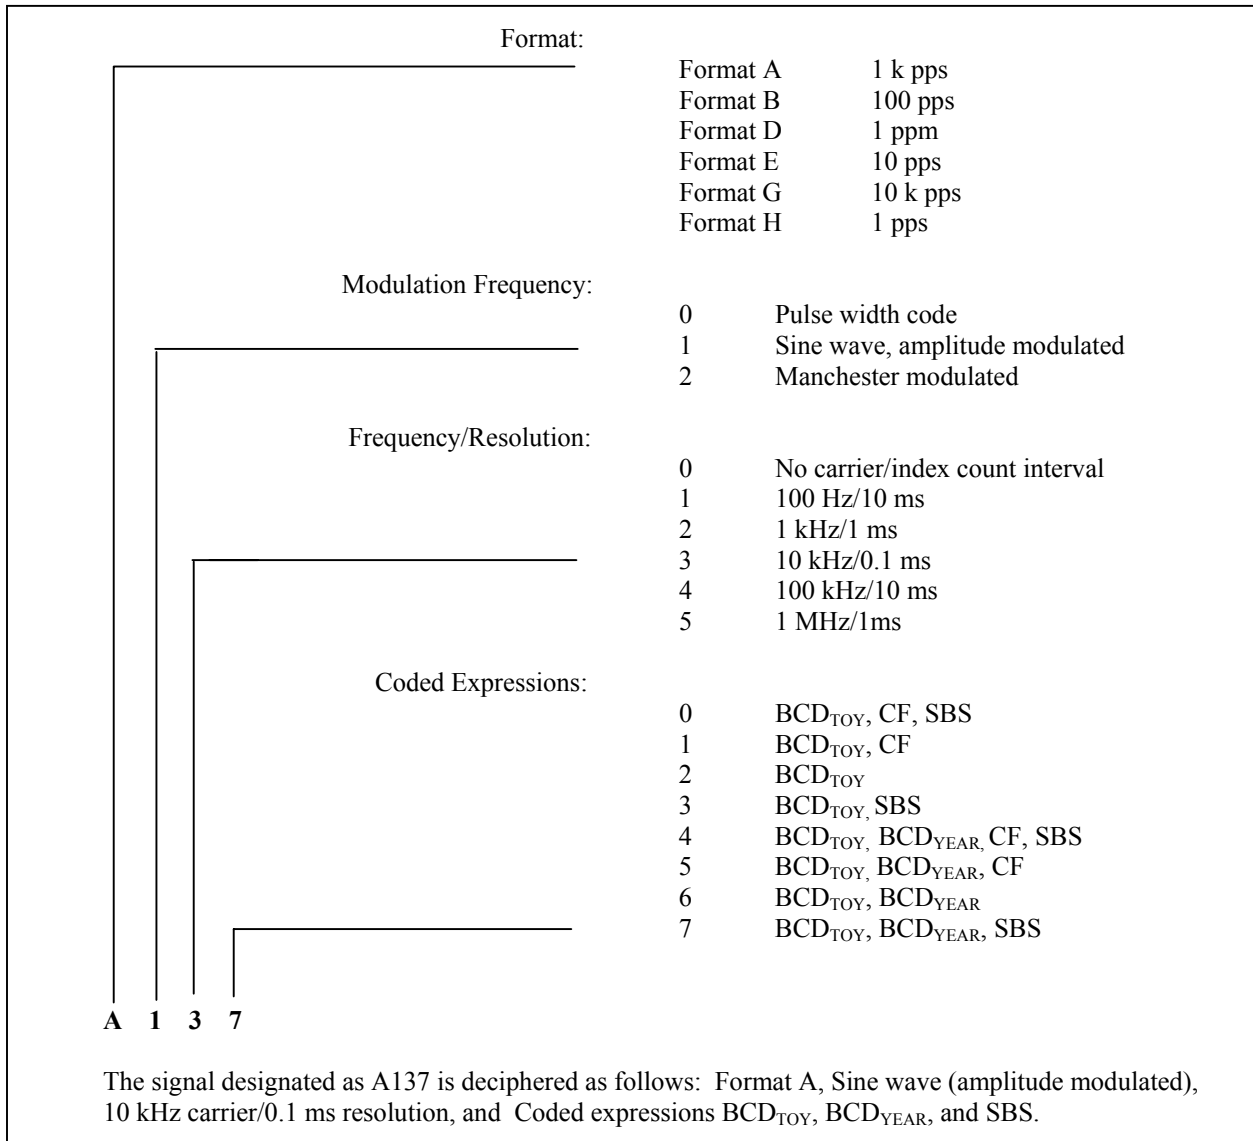 Format:
Format A 1 k pps
Format B 100 pps
Format D 1 ppm
Format E 10 pps
Format G 10 k pps
Format H 1 pps
Modulation Frequency:
0 Pulse width code
1 Sine wave, amplitude modulated
2 Manchester modulated
Frequency/Resolution:
0 No carrier/index count interval
1 100 Hz/10 ms
2 1 kHz/1 ms
3 10 kHz/0.1 ms
4 100 kHz/10 ms
5 1 MHz/1ms
Coded Expressions:
0 BCDTOY, CF, SBS
1 BCDTOY, CF
2 BCDTOY
3 BCDTOY, SBS
4 BCDTOY, BCDYEAR, CF, SBS
5 BCDTOY, BCDYEAR, CF
6 BCDTOY, BCDYEAR
7 BCDTOY, BCDYEAR, SBS
A 1 3 7
The signal designated as A137 is deciphered as follows: Format A, Sine wave (amplitude modulated),
10 kHz carrier/0.1 ms resolution, and Coded expressions BCDTOY, BCDYEAR, and SBS.